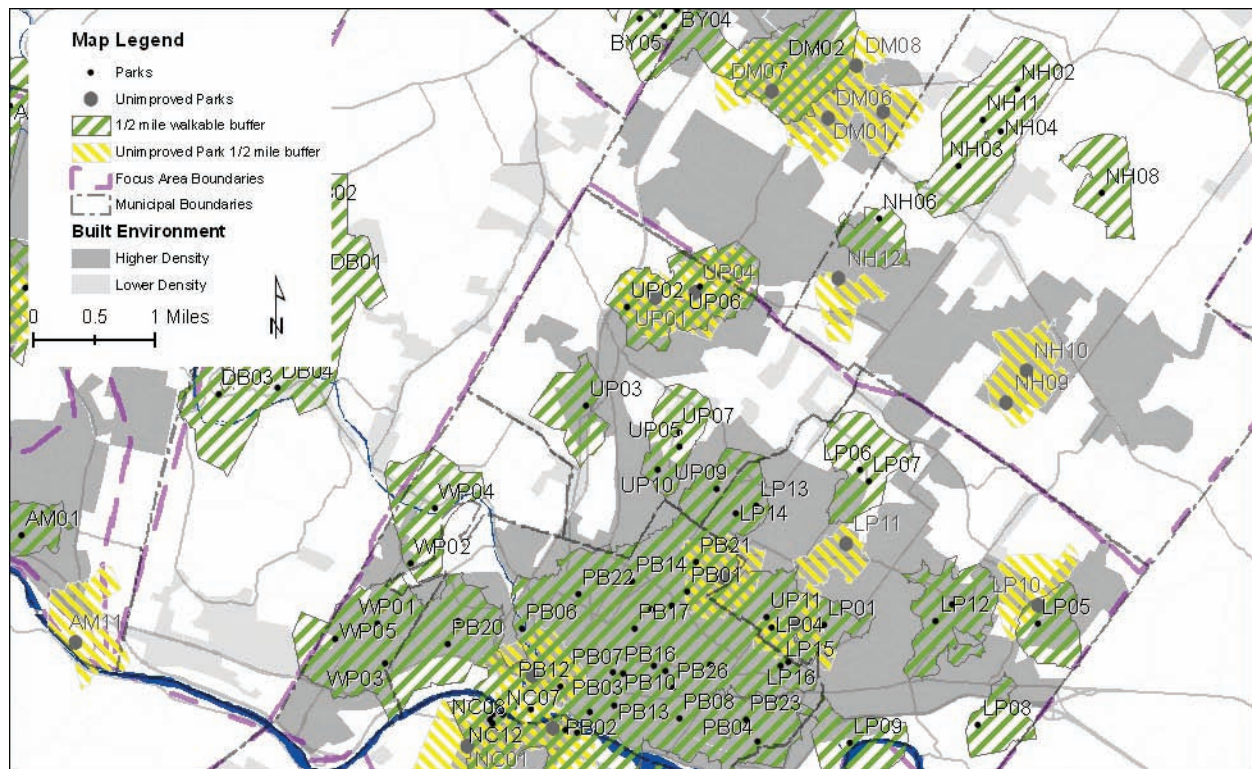 Map Legend
Parks
Unimproved Parks
1/2 mile walkable buffer
Unimproved Park 1/2 mile buffer
Focus Area Boundaries
Municipal Boundaries
Built Environment
Higher Density
Lower Density
0 0.5 1 Miles
N
BY04
BY05
DM02
DM08
DM07
DM06
DM01
NH02
NH11
NH04
NH03
NH08
NH06
NH12
DB01
UP04
UP02
UP06
UP01
NH10
NH09
DB03
DB04
UP03
UP07
UP05
UP09
UP10
LP06
LP07
WP04
LP13
LP14
LP11
AM01
WP02
PB21
PB14
PB01
PB22
LP10
WP01
PB06
PB17
UP11
LP01
LP12
LP05
WP05
PB20
LP04
AM11
WP03
PB12
PB07
PB16
PB26
LP15
LP16
NC07
PB03
PB10
NC08
PB13
PB08
PB23
NC12
PB02
PB04
LP08
LP09
NC01